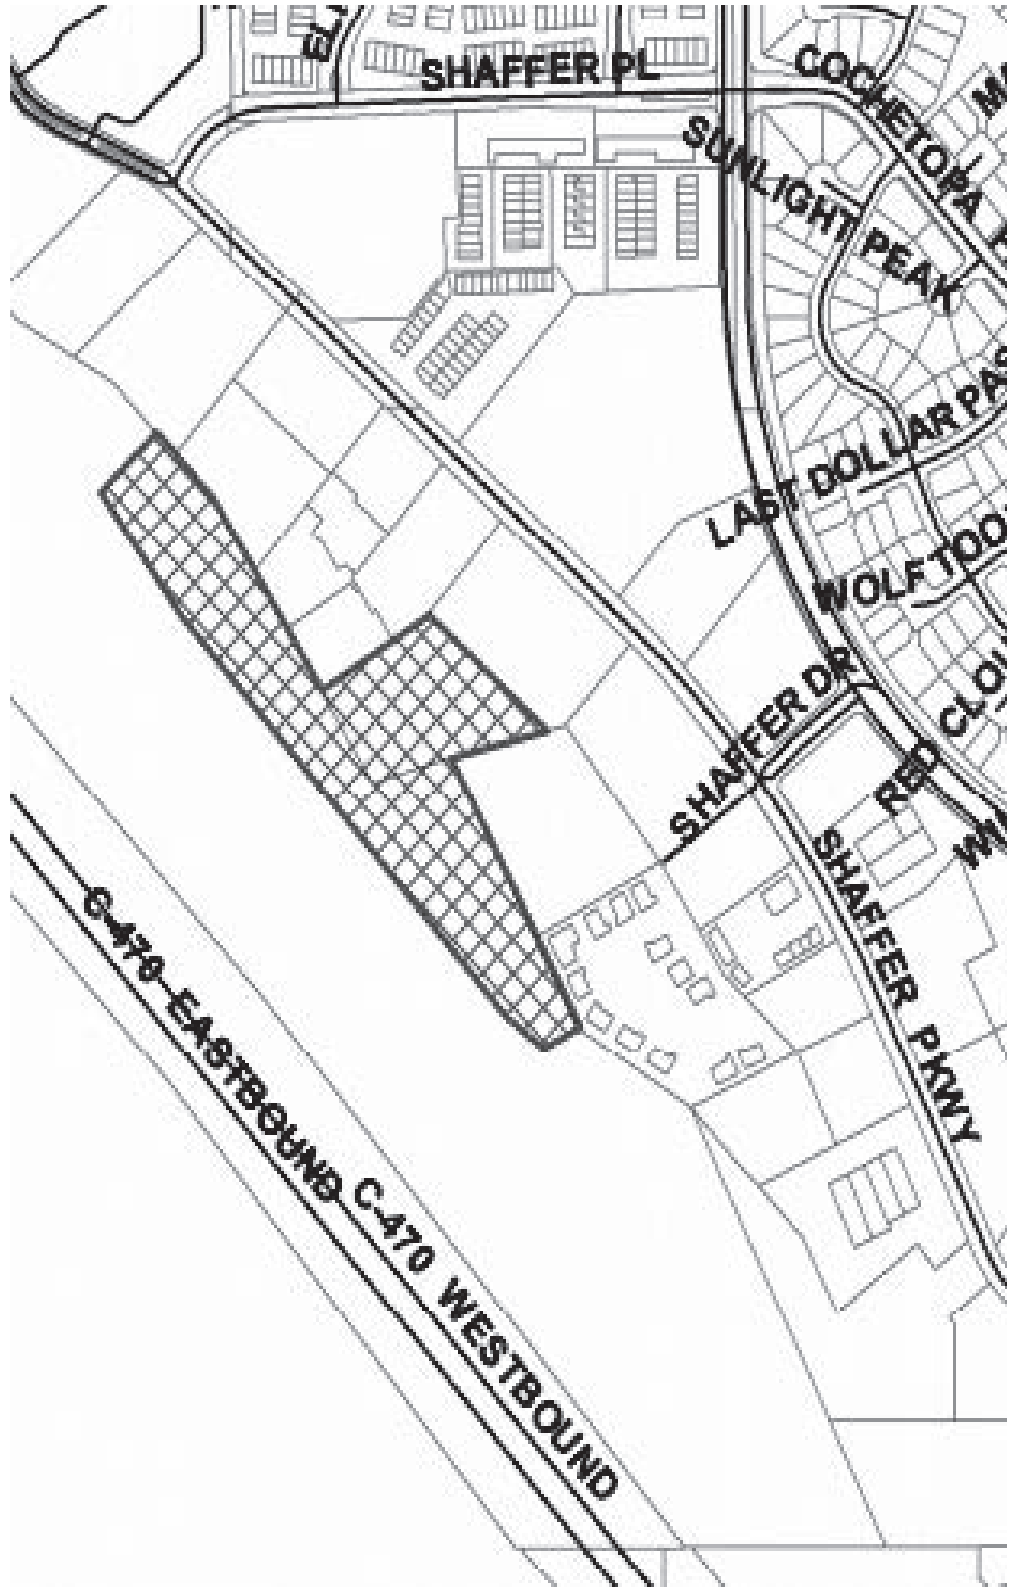 SHAFFER PL
SUNLIGHT PEAK
COCHETOPA
LAST DOLLAR PAS
WOLF TOO
SHAFFER DR
RED CLOU
SHAFFER PKWY
C-470 EASTBOUND
C-470 WESTBOUND